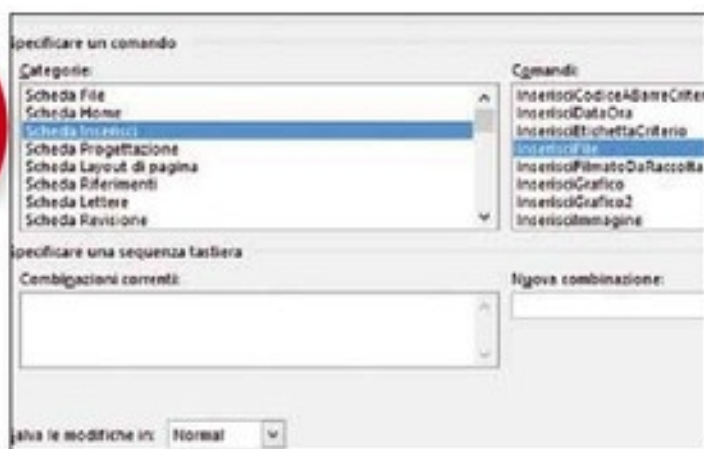 pecificare un comando
Categorie:
Scheda File
Scheda Home
Scheda Inserisci
Scheda Progettazione
Scheda Layout di pagina
Scheda Riferimenti
Scheda Lettere
Scheda Revisione
Comandi:
InserisciCodiceABarreCriter
InserisciDataOra
InserisciEtichettaCriterio
InserisciFile
InserisciFilmatoDaRaccolta
InserisciGrafico
InserisciGrafico2
InserisciImmagine
pecificare una sequenza tastiera
Combinazioni correnti:
Nuova combinazione:
alva le modifiche in: Normal